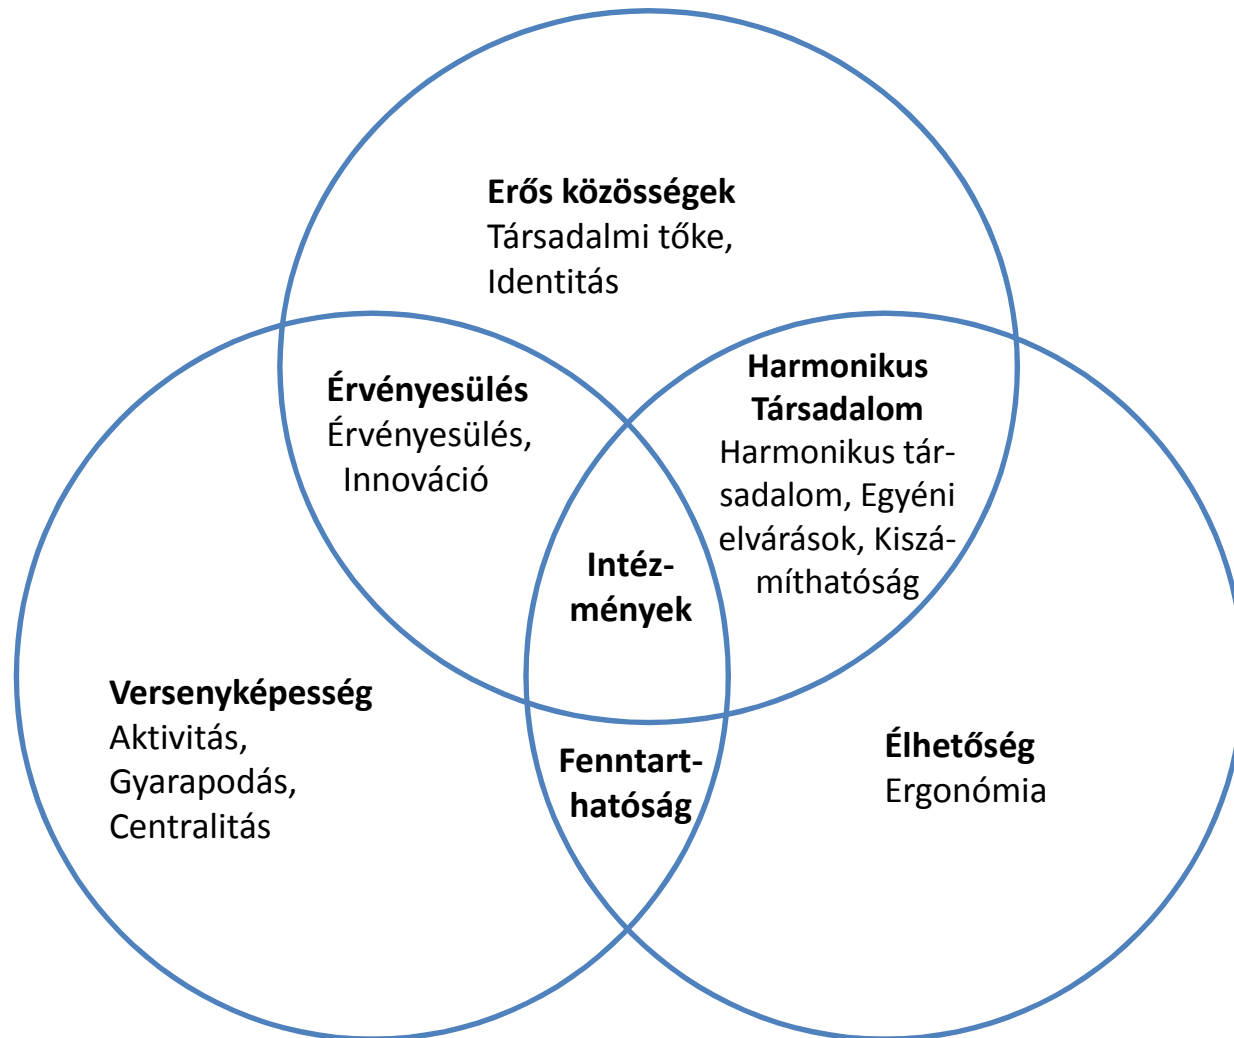 Erős közösségek
Társadalmi tőke,
Identitás
Érvényesülés
Érvényesülés,
Innováció
Harmonikus
Társadalom
Harmonikus tár-
sadalom, Egyéni
elvárások, Kiszá-
míthatóság
Intéz-
mények
Versenyképesség
Aktivitás,
Gyarapodás,
Centralitás
Fenntart-
hatóság
Élhetőség
Ergonómia